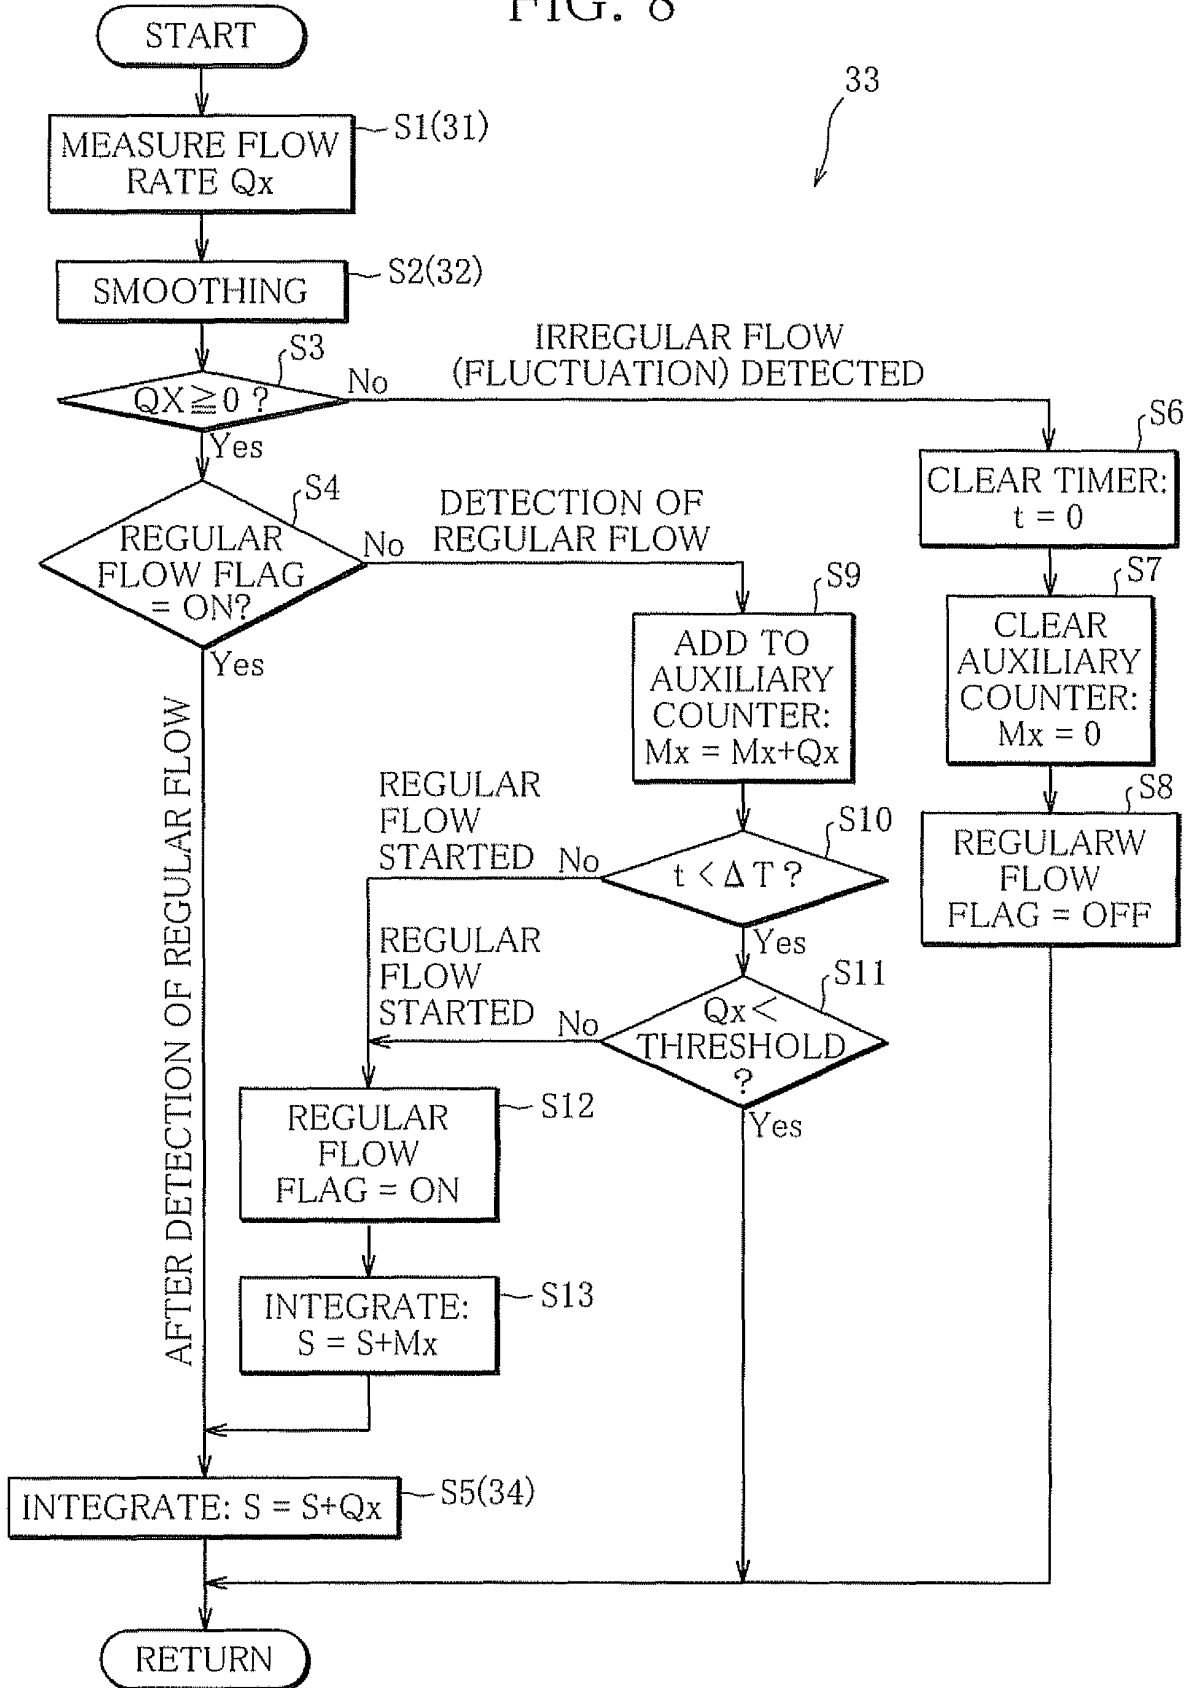 FIG. 8
START
33
MEASURE FLOW
RATE Qx
S1(31)
SMOOTHING
S2(32)
QX≧0 ?
S3
No
IRREGULAR FLOW
(FLUCTUATION) DETECTED
Yes
S6
CLEAR TIMER:
t = 0
REGULAR
FLOW FLAG
= ON?
S4
No
DETECTION OF
REGULAR FLOW
Yes
S7
CLEAR
AUXILIARY
COUNTER:
Mx = 0
S9
ADD TO
AUXILIARY
COUNTER:
Mx = Mx+Qx
S8
REGULARW
FLOW
FLAG = OFF
AFTER DETECTION OF REGULAR FLOW
S10
t < Δ T ?
No
REGULAR
FLOW
STARTED
Yes
S11
Qx<
THRESHOLD
?
No
REGULAR
FLOW
STARTED
Yes
REGULAR
FLOW
FLAG = ON
S12
INTEGRATE:
S = S+Mx
S13
INTEGRATE: S = S+Qx
S5(34)
RETURN